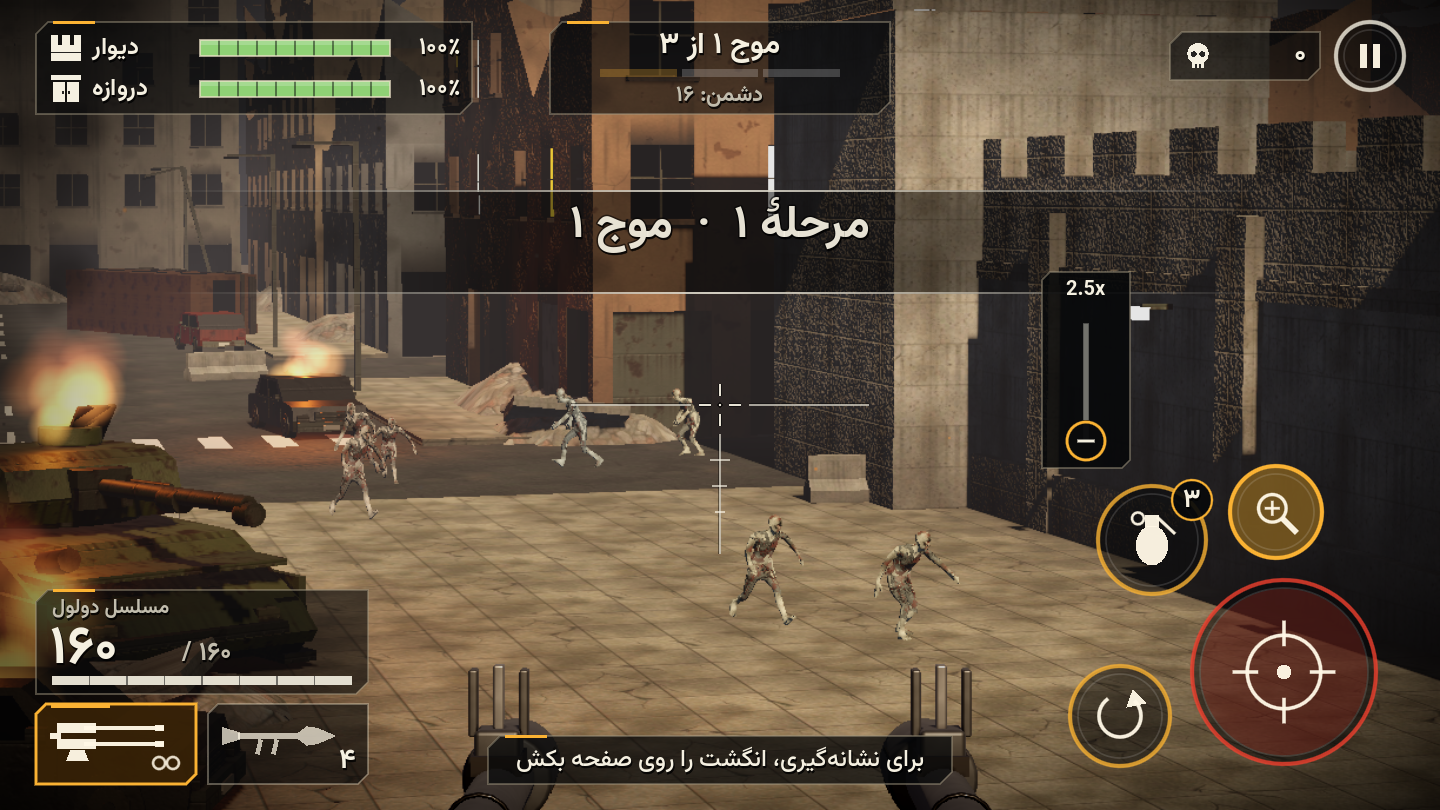 دیوار ۱۰۰٪
دروازه ۱۰۰٪
موج ۱ از ۳
دشمن: ۱۶
۰
مرحلهٔ ۱ · موج ۱
2.5x
۳
مسلسل دولول
۱۶۰ / ۱۶۰
∞
۴
برای نشانه‌گیری، انگشت را روی صفحه بکش